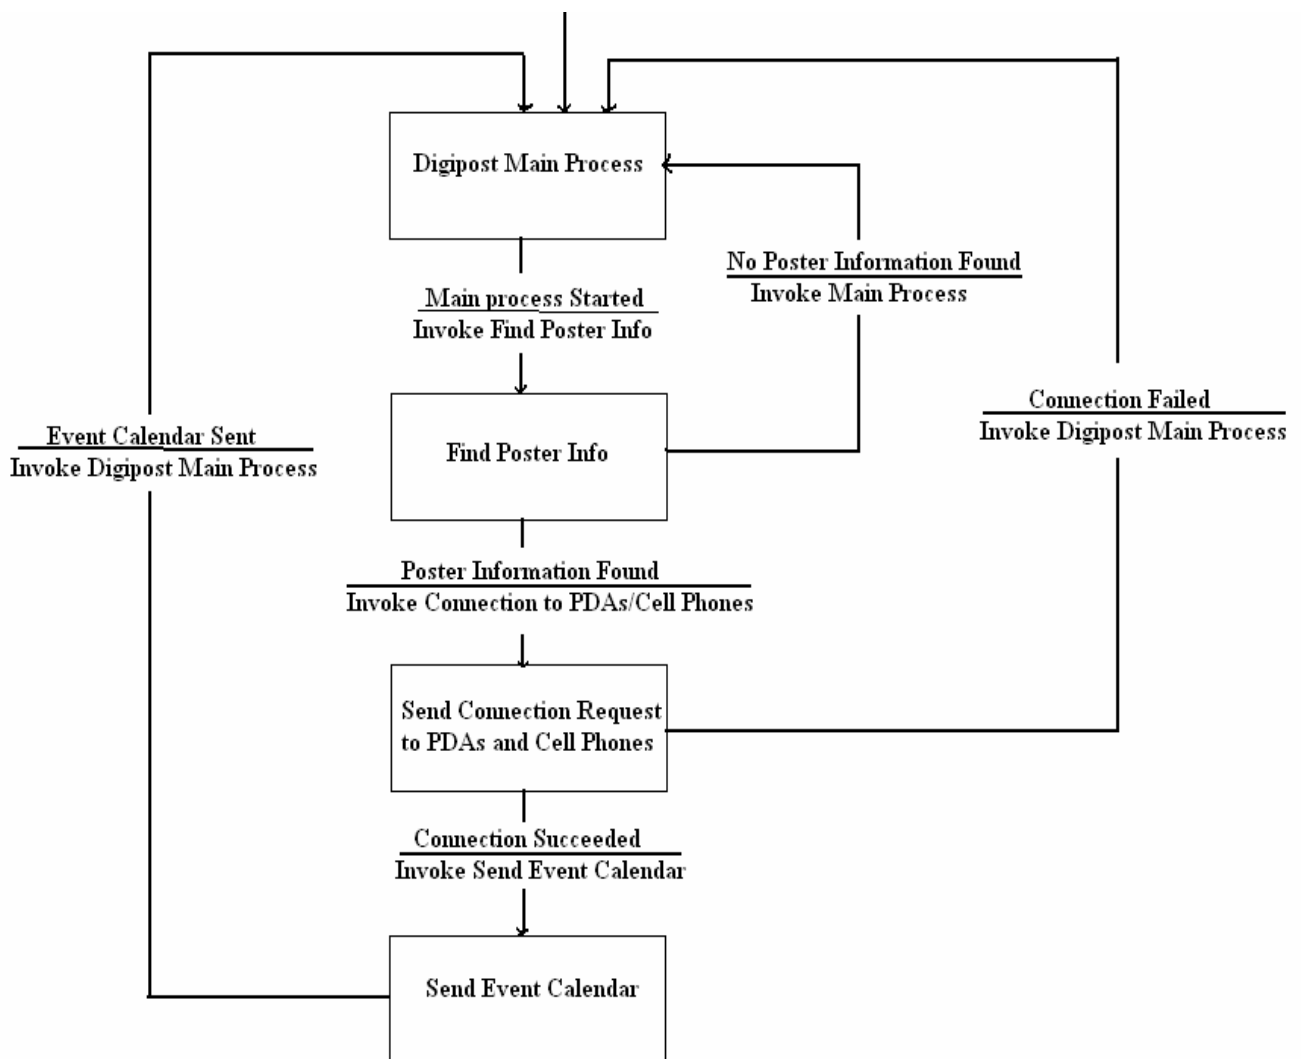 Digipost Main Process
No Poster Information Found
Invoke Main Process
Main process Started
Invoke Find Poster Info
Connection Failed
Invoke Digipost Main Process
Event Calendar Sent
Invoke Digipost Main Process
Find Poster Info
Poster Information Found
Invoke Connection to PDAs/Cell Phones
Send Connection Request
to PDAs and Cell Phones
Connection Succeeded
Invoke Send Event Calendar
Send Event Calendar